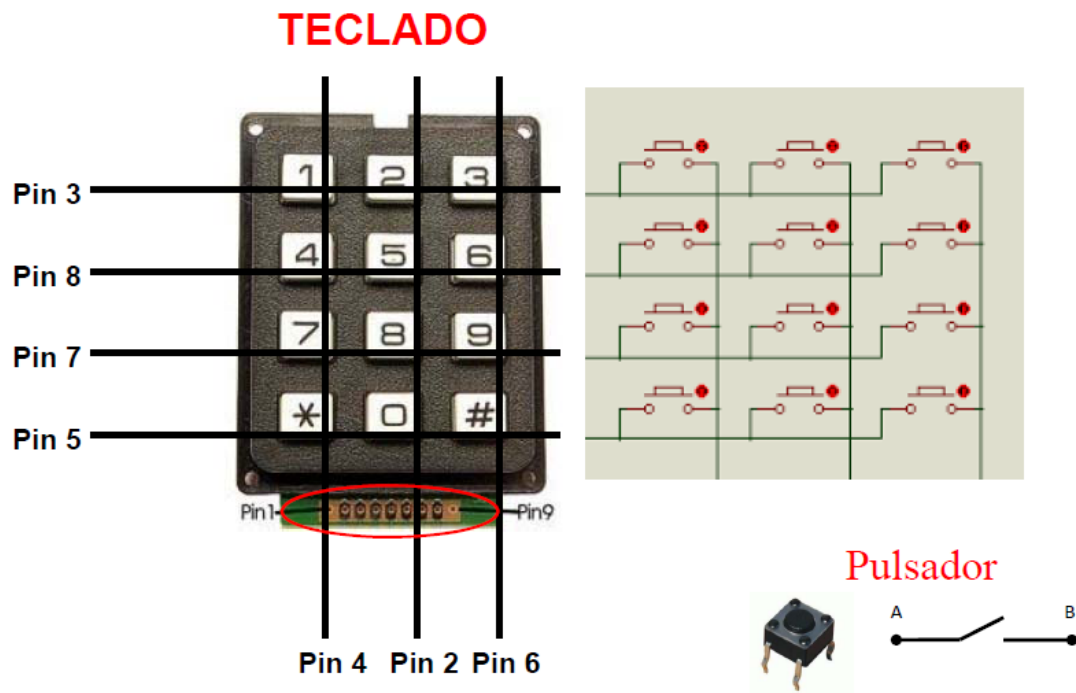 TECLADO
Pin 3
1 2 3
Pin 8
4 5 6
Pin 7
7 8 9
Pin 5
* 0 #
Pin1
Pin9
Pin 4 Pin 2 Pin 6
Pulsador
A B